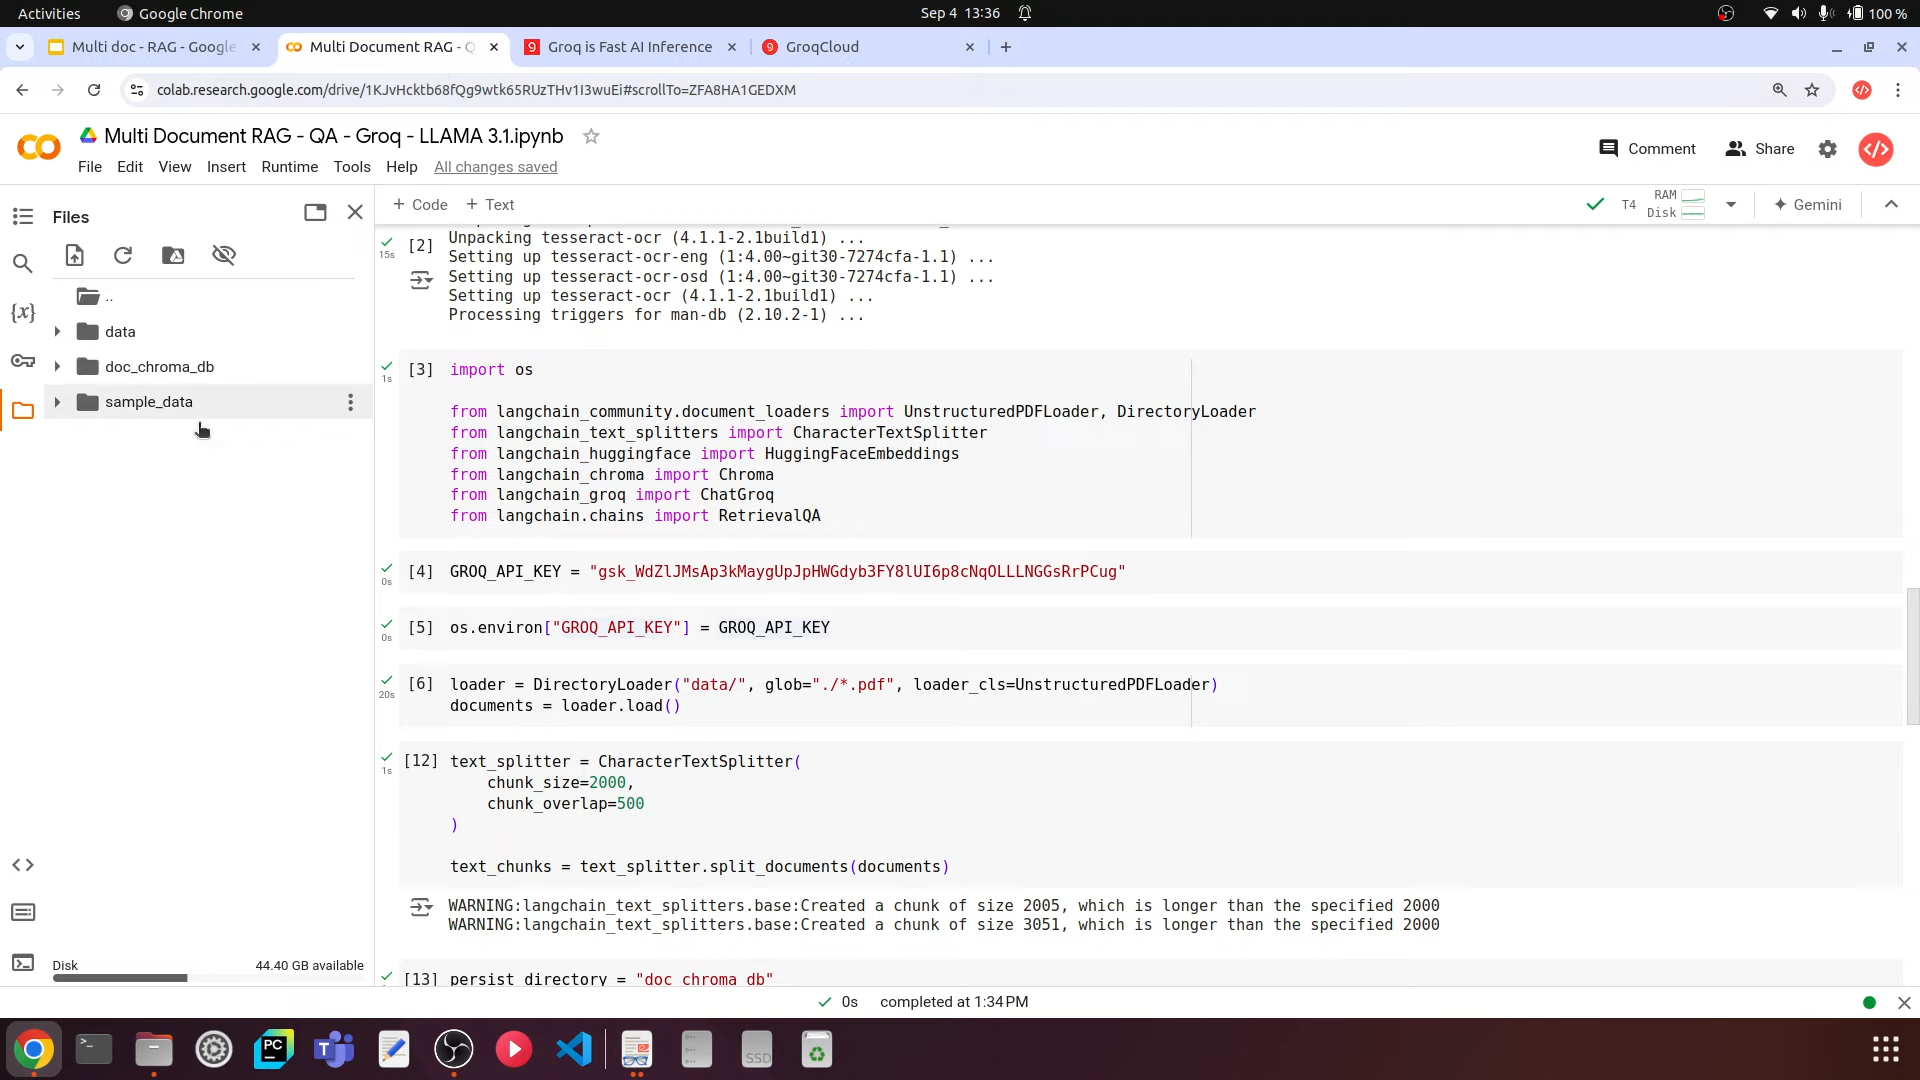 Activities
Google Chrome
Sep 4 13:36
100 %
Multi doc - RAG - Google
Multi Document RAG - Q
Groq is Fast AI Inference
GroqCloud
colab.research.google.com/drive/1KJvHcktb68fQg9wtk65RUzTHv1I3wuEi#scrollTo=ZFA8HA1GEDXM
Multi Document RAG - QA - Groq - LLAMA 3.1.ipynb
Comment
Share
File Edit View Insert Runtime Tools Help All changes saved
Files
+ Code + Text
T4
RAM
Disk
Gemini
..
data
doc_chroma_db
sample_data
Disk
44.40 GB available
15s
[2]
Unpacking tesseract-ocr (4.1.1-2.1build1) ...
Setting up tesseract-ocr-eng (1:4.00~git30-7274cfa-1.1) ...
Setting up tesseract-ocr-osd (1:4.00~git30-7274cfa-1.1) ...
Setting up tesseract-ocr (4.1.1-2.1build1) ...
Processing triggers for man-db (2.10.2-1) ...
1s
[3] import os
from langchain_community.document_loaders import UnstructuredPDFLoader, DirectoryLoader
from langchain_text_splitters import CharacterTextSplitter
from langchain_huggingface import HuggingFaceEmbeddings
from langchain_chroma import Chroma
from langchain_groq import ChatGroq
from langchain.chains import RetrievalQA
0s
[4] GROQ_API_KEY = "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"
0s
[5] os.environ["GROQ_API_KEY"] = GROQ_API_KEY
20s
[6] loader = DirectoryLoader("data/", glob="./*.pdf", loader_cls=UnstructuredPDFLoader)
documents = loader.load()
1s
[12] text_splitter = CharacterTextSplitter(
chunk_size=2000,
chunk_overlap=500
)
text_chunks = text_splitter.split_documents(documents)
WARNING:langchain_text_splitters.base:Created a chunk of size 2005, which is longer than the specified 2000
WARNING:langchain_text_splitters.base:Created a chunk of size 3051, which is longer than the specified 2000
[13] persist_directory = "doc_chroma_db"
0s completed at 1:34 PM
PC
SSD